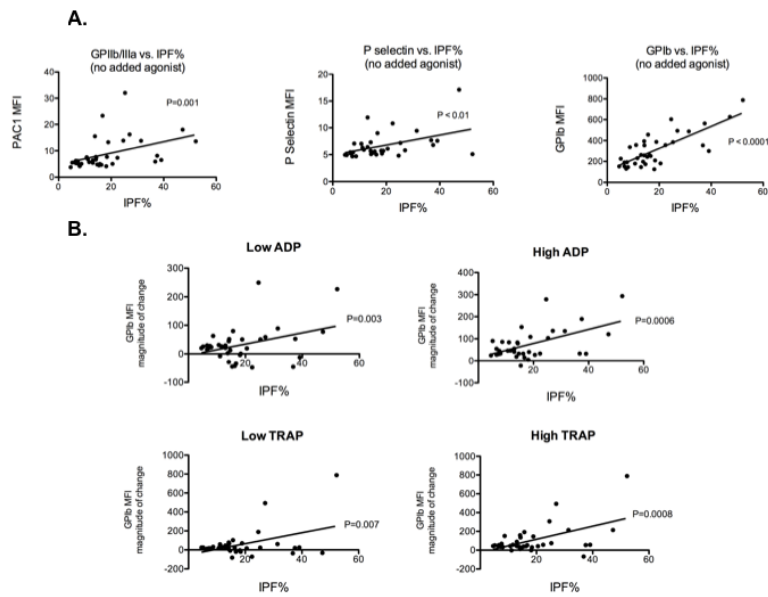 A.
GPIIb/IIIa vs. IPF%
(no added agonist)
PAC1 MFI
40
30
20
10
0
P=0.001
0 20 40 60
IPF%
P selectin vs. IPF%
(no added agonist)
P Selectin MFI
20
15
10
5
0
P < 0.01
0 20 40 60
IPF%
GPIb vs. IPF%
(no added agonist)
GPIb MFI
1000
800
600
400
200
0
P < 0.0001
0 20 40 60
IPF%
B.
Low ADP
GPIb MFI
magnitude of change
300
200
100
0
-100
P=0.003
20 40 60
IPF%
High ADP
GPIb MFI
magnitude of change
400
300
200
100
0
-100
P=0.0006
20 40 60
IPF%
Low TRAP
GPIb MFI
magnitude of change
1000
800
600
400
200
0
-200
P=0.007
20 40 60
IPF%
High TRAP
GPIb MFI
magnitude of change
1000
800
600
400
200
0
-200
P=0.0008
20 40 60
IPF%